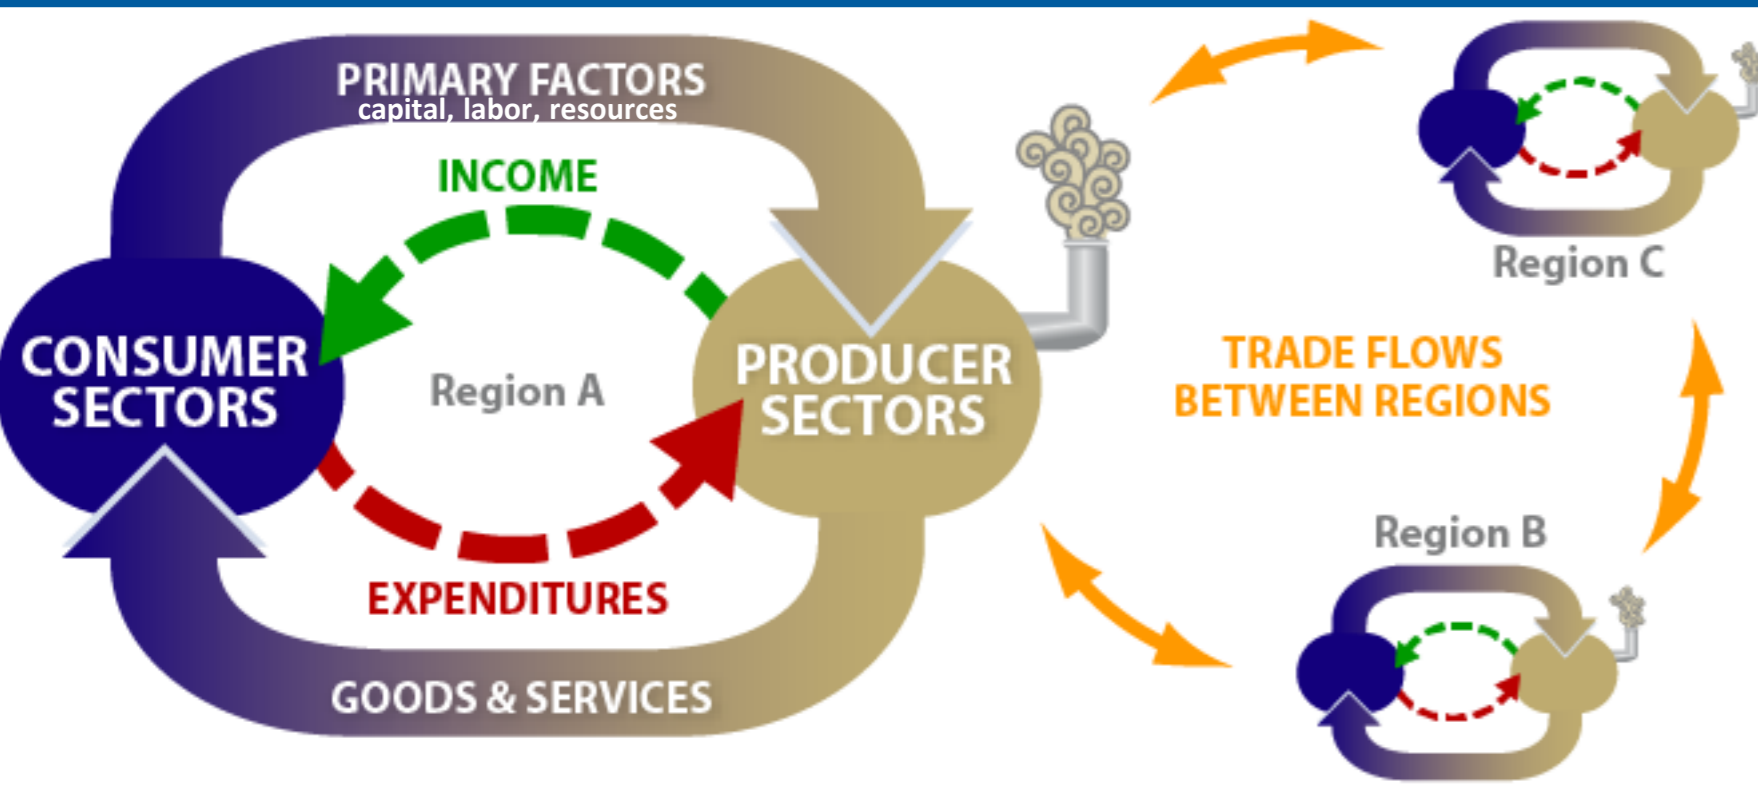 PRIMARY FACTORS
capital, labor, resources
INCOME
CONSUMER
SECTORS
Region A
PRODUCER
SECTORS
EXPENDITURES
GOODS & SERVICES
Region C
TRADE FLOWS
BETWEEN REGIONS
Region B